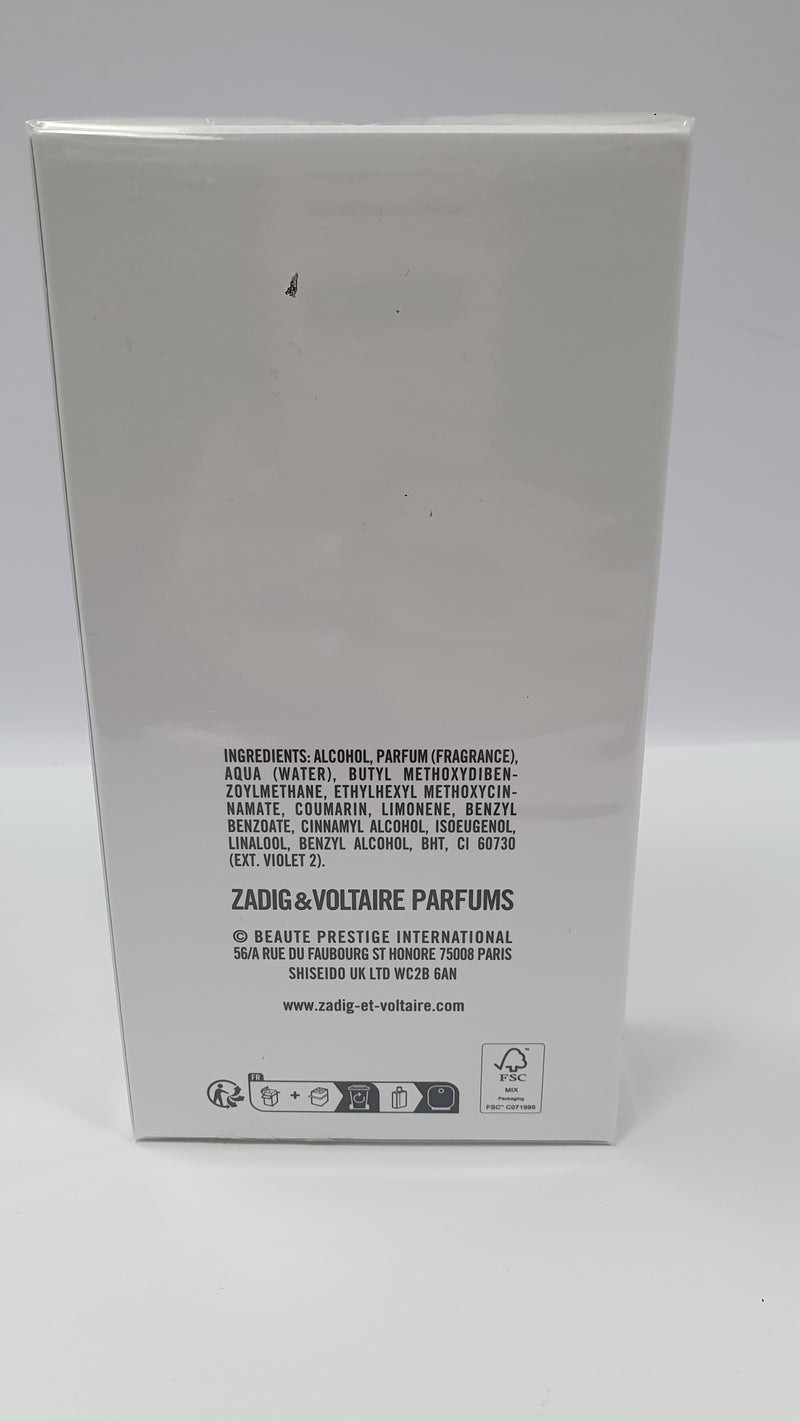 INGREDIENTS: ALCOHOL, PARFUM (FRAGRANCE),
AQUA (WATER), BUTYL METHOXYDIBEN-
ZOYLMETHANE, ETHYLHEXYL METHOXYCIN-
NAMATE, COUMARIN, LIMONENE, BENZYL
BENZOATE, CINNAMYL ALCOHOL, ISOEUGENOL,
LINALOOL, BENZYL ALCOHOL, BHT, CI 60730
(EXT. VIOLET 2).
ZADIG&VOLTAIRE PARFUMS
© BEAUTE PRESTIGE INTERNATIONAL
56/A RUE DU FAUBOURG ST HONORE 75008 PARIS
SHISEIDO UK LTD WC2B 6AN
www.zadig-et-voltaire.com
FR
+
FSC™
MIX
Packaging
FSC™ C071995